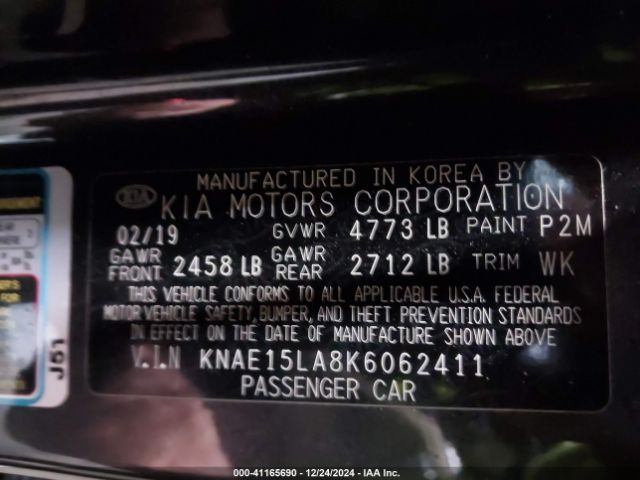 MANUFACTURED IN KOREA BY
KIA KIA MOTORS CORPORATION
02/19 GVWR 4773 LB PAINT P2M
GAWR FRONT 2458 LB GAWR REAR 2712 LB TRIM WK
THIS VEHICLE CONFORMS TO ALL APPLICABLE U.S.A. FEDERAL
MOTOR VEHICLE SAFETY, BUMPER, AND THEFT PREVENTION STANDARDS
IN EFFECT ON THE DATE OF MANUFACTURE SHOWN ABOVE
V.I.N KNAE15LA8K6062411
PASSENGER CAR
J51
000-41165690 - 12/24/2024 - IAA Inc.